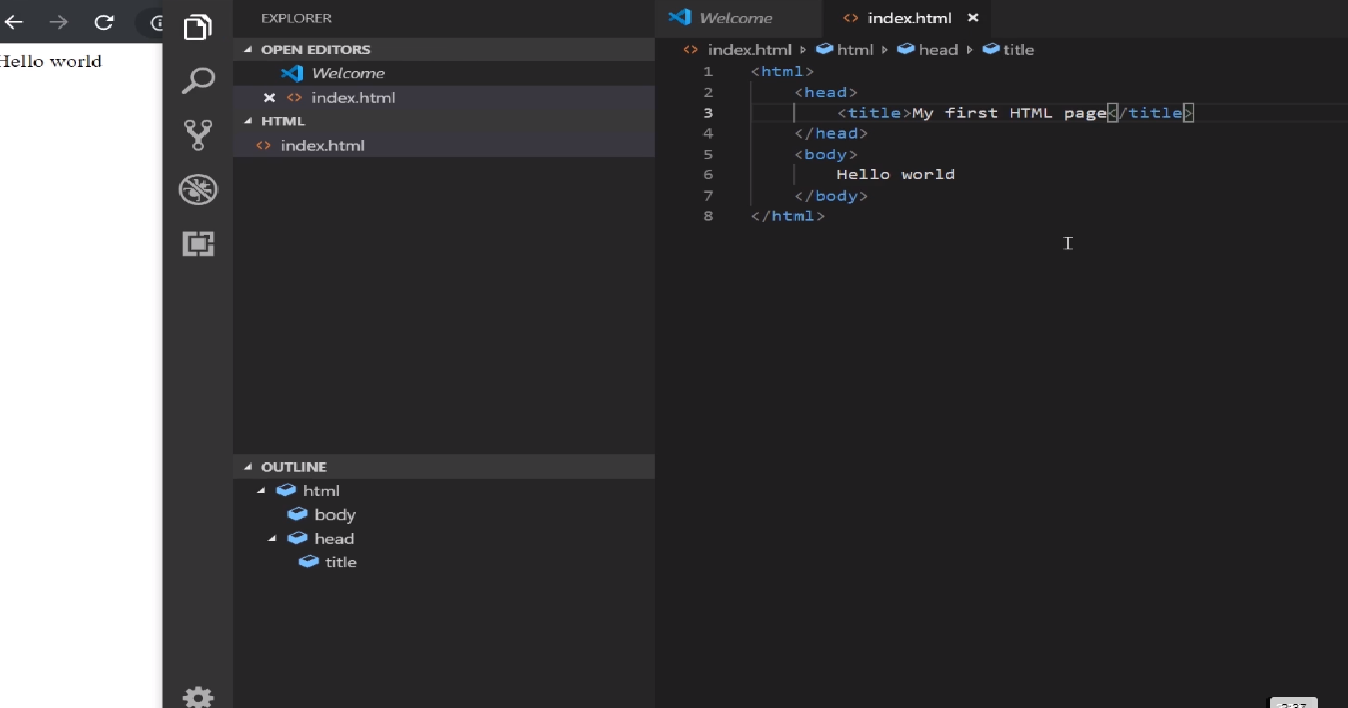 Hello world
EXPLORER
OPEN EDITORS
Welcome
index.html
HTML
index.html
OUTLINE
html
body
head
title
Welcome
index.html
index.html html head title
1 <html>
2 <head>
3 <title>My first HTML page</title>
4 </head>
5 <body>
6 Hello world
7 </body>
8 </html>